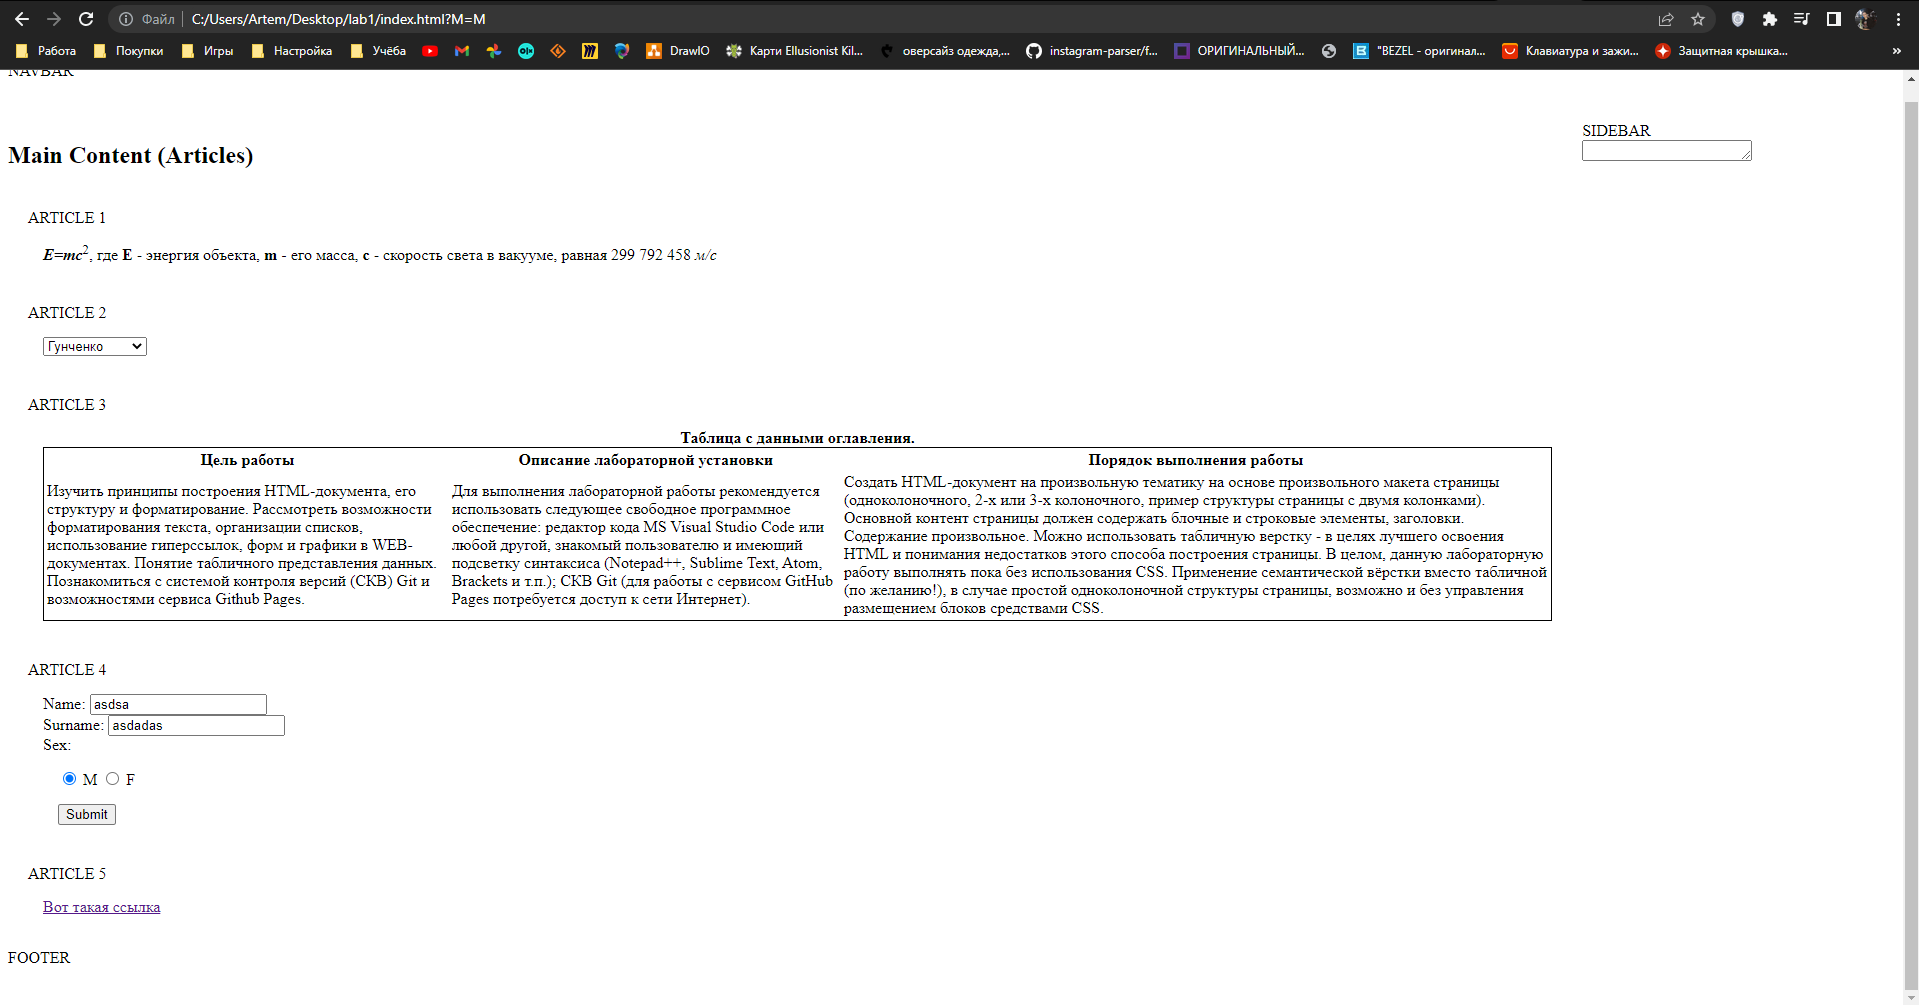 Файл C:/Users/Artem/Desktop/lab1/index.html?M=M
Работа Покупки Игры Настройка Учёба DrawIO Карти Ellusionist Kil... оверсайз одежда,... instagram-parser/f... ОРИГИНАЛЬНЫЙ... "BEZEL - оригинал... Клавиатура и зажи... Защитная крышка... »
NAVBAR
SIDEBAR
Main Content (Articles)
ARTICLE 1
E=mc², где E - энергия объекта, m - его масса, c - скорость света в вакууме, равная 299 792 458 м/с
ARTICLE 2
Гунченко
ARTICLE 3
Таблица с данными оглавления.
Цель работы Описание лабораторной установки Порядок выполнения работы
Изучить принципы построения HTML-документа, его
структуру и форматирование. Рассмотреть возможности
форматирования текста, организации списков,
использование гиперссылок, форм и графики в WEB-
документах. Понятие табличного представления данных.
Познакомиться с системой контроля версий (СКВ) Git и
возможностями сервиса Github Pages.
Для выполнения лабораторной работы рекомендуется
использовать следующее свободное программное
обеспечение: редактор кода MS Visual Studio Code или
любой другой, знакомый пользователю и имеющий
подсветку синтаксиса (Notepad++, Sublime Text, Atom,
Brackets и т.п.); СКВ Git (для работы с сервисом GitHub
Pages потребуется доступ к сети Интернет).
Создать HTML-документ на произвольную тематику на основе произвольного макета страницы
(одноколоночного, 2-х или 3-х колоночного, пример структуры страницы с двумя колонками).
Основной контент страницы должен содержать блочные и строковые элементы, заголовки.
Содержание произвольное. Можно использовать табличную верстку - в целях лучшего освоения
HTML и понимания недостатков этого способа построения страницы. В целом, данную лабораторную
работу выполнять пока без использования CSS. Применение семантической вёрстки вместо табличной
(по желанию!), в случае простой одноколоночной структуры страницы, возможно и без управления
размещением блоков средствами CSS.
ARTICLE 4
Name: asdsa
Surname: asdadas
Sex:
M F
Submit
ARTICLE 5
Вот такая ссылка
FOOTER